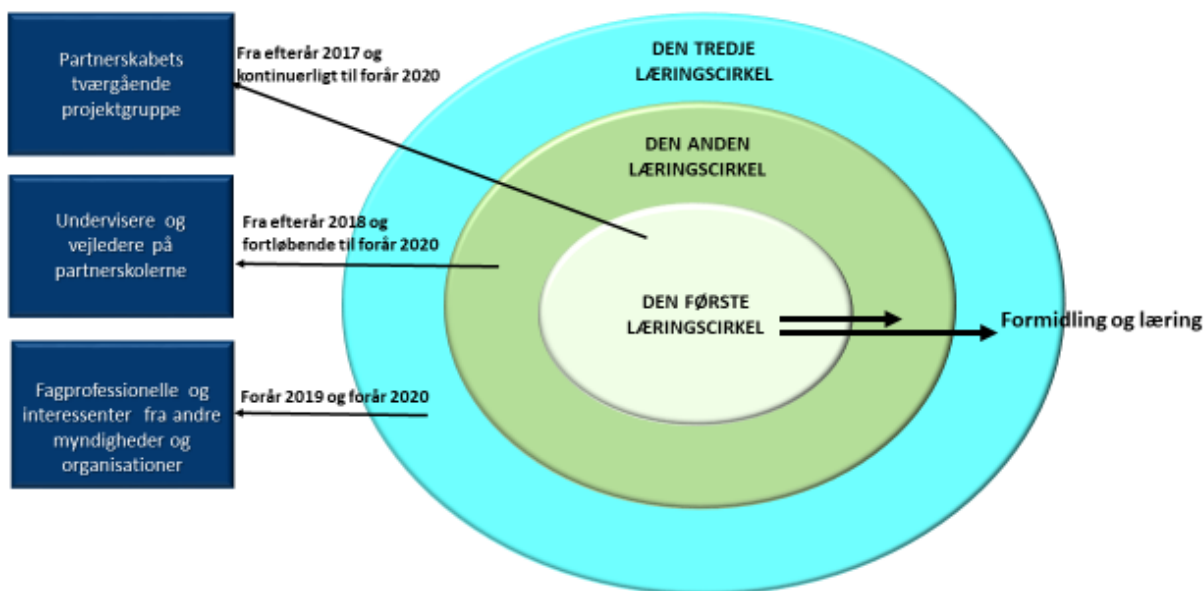 Partnerskabets
tværgående
projektgruppe
Fra efterår 2017 og
kontinuerligt til forår 2020
Undervisere og
vejledere på
partnerskolerne
Fra efterår 2018 og
fortløbende til forår 2020
Fagprofessionelle og
interessenter fra andre
myndigheder og
organisationer
Forår 2019 og forår 2020
DEN TREDJE
LÆRINGSCIRKEL
DEN ANDEN
LÆRINGSCIRKEL
DEN FØRSTE
LÆRINGSCIRKEL
Formidling og læring